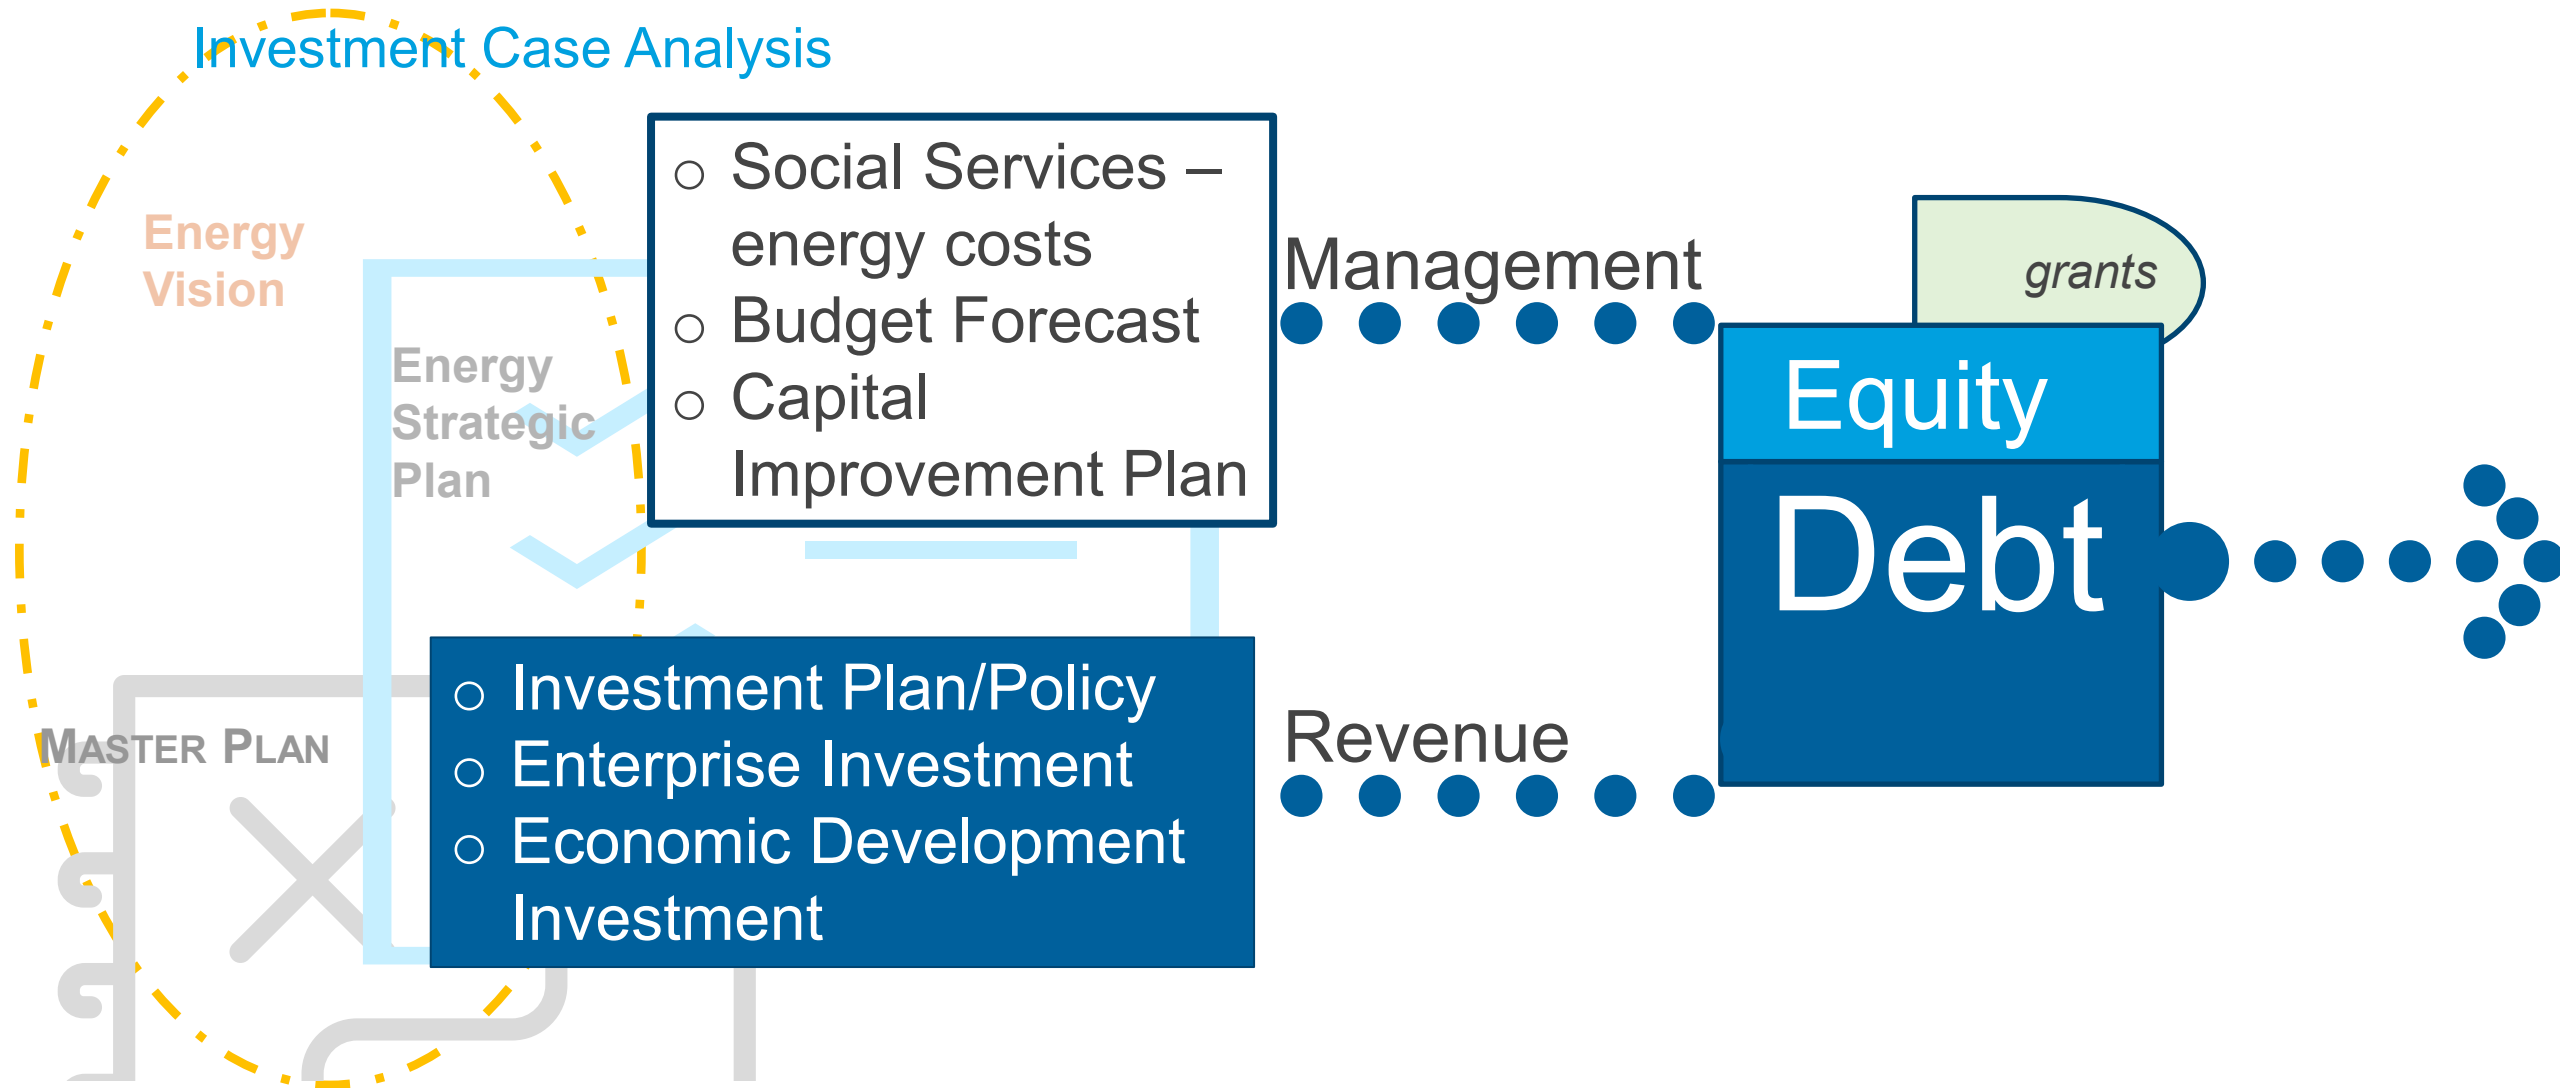 Investment Case Analysis
Energy
Vision
Energy
Strategic
Plan
MASTER PLAN
○ Social Services –
energy costs
○ Budget Forecast
○ Capital
Improvement Plan
○ Investment Plan/Policy
○ Enterprise Investment
○ Economic Development
Investment
Management
Revenue
grants
Equity
Debt